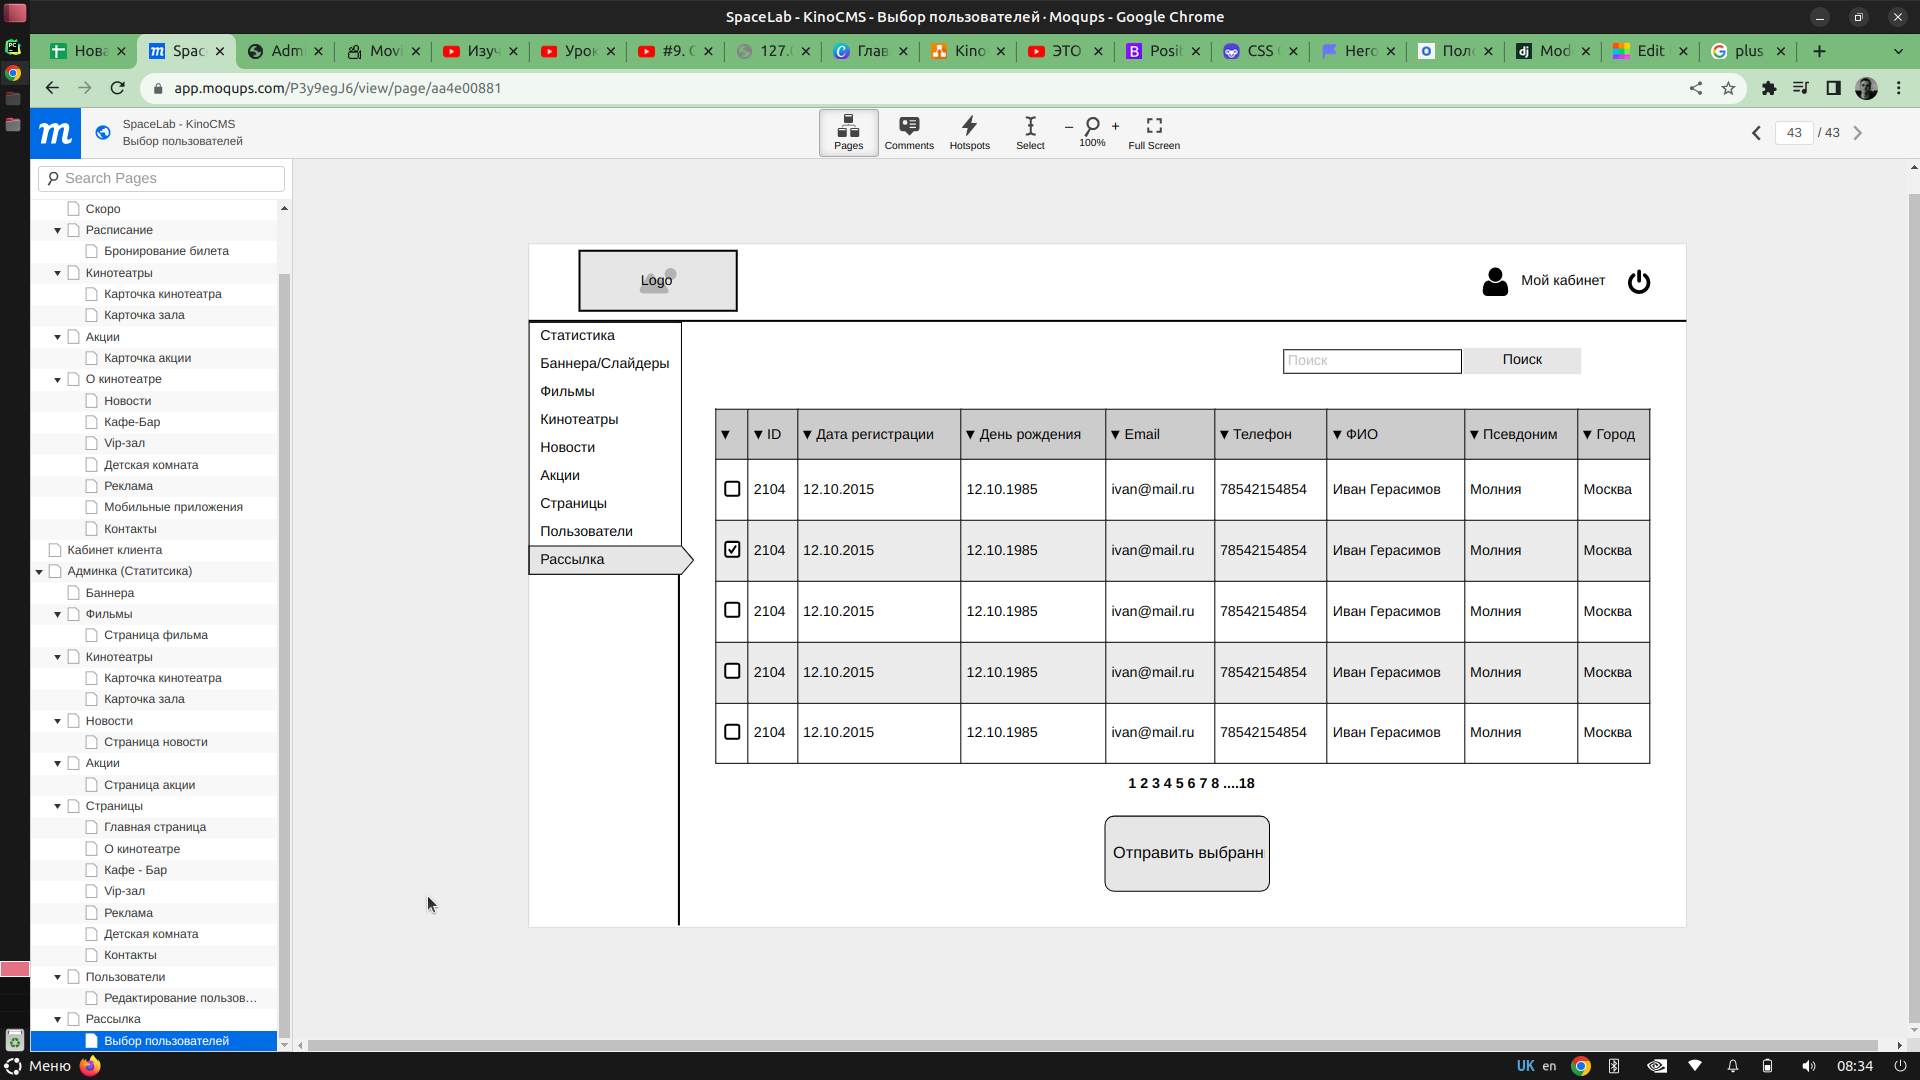 SpaceLab - KinoCMS - Выбор пользователей · Moqups - Google Chrome
Нова
Spac
Adm
Movi
Изуч
Урок
#9. С
127.
Глав
Kino
ЭТО
Posit
CSS
Herc
Поло
Mod
Edit
plus
app.moqups.com/P3y9egJ6/view/page/aa4e00881
SpaceLab - KinoCMS
Выбор пользователей
Pages
Comments
Hotspots
Select
100%
Full Screen
43 / 43
Search Pages
Скоро
Расписание
Бронирование билета
Кинотеатры
Карточка кинотеатра
Карточка зала
Акции
Карточка акции
О кинотеатре
Новости
Кафе-Бар
Vip-зал
Детская комната
Реклама
Мобильные приложения
Контакты
Кабинет клиента
Админка (Статитсика)
Баннера
Фильмы
Страница фильма
Кинотеатры
Карточка кинотеатра
Карточка зала
Новости
Страница новости
Акции
Страница акции
Страницы
Главная страница
О кинотеатре
Кафе - Бар
Vip-зал
Реклама
Детская комната
Контакты
Пользователи
Редактирование пользов…
Рассылка
Выбор пользователей
Logo
Мой кабинет
Статистика
Баннера/Слайдеры
Фильмы
Кинотеатры
Новости
Акции
Страницы
Пользователи
Рассылка
Поиск Поиск
▼ ▼ ID ▼ Дата регистрации ▼ День рождения ▼ Email ▼ Телефон ▼ ФИО ▼ Псевдоним ▼ Город
2104 12.10.2015 12.10.1985 ivan@mail.ru 78542154854 Иван Герасимов Молния Москва
2104 12.10.2015 12.10.1985 ivan@mail.ru 78542154854 Иван Герасимов Молния Москва
2104 12.10.2015 12.10.1985 ivan@mail.ru 78542154854 Иван Герасимов Молния Москва
2104 12.10.2015 12.10.1985 ivan@mail.ru 78542154854 Иван Герасимов Молния Москва
2104 12.10.2015 12.10.1985 ivan@mail.ru 78542154854 Иван Герасимов Молния Москва
1 2 3 4 5 6 7 8 ....18
Отправить выбранн
Меню
UK en 08:34